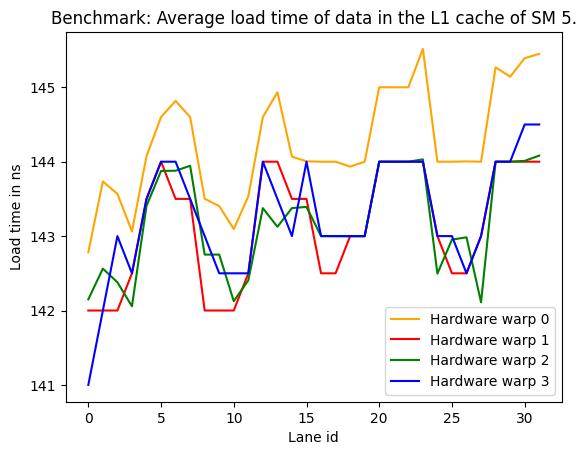 Benchmark: Average load time of data in the L1 cache of SM 5.
Load time in ns
145
144
143
142
141
Hardware warp 0
Hardware warp 1
Hardware warp 2
Hardware warp 3
0 5 10 15 20 25 30
Lane id